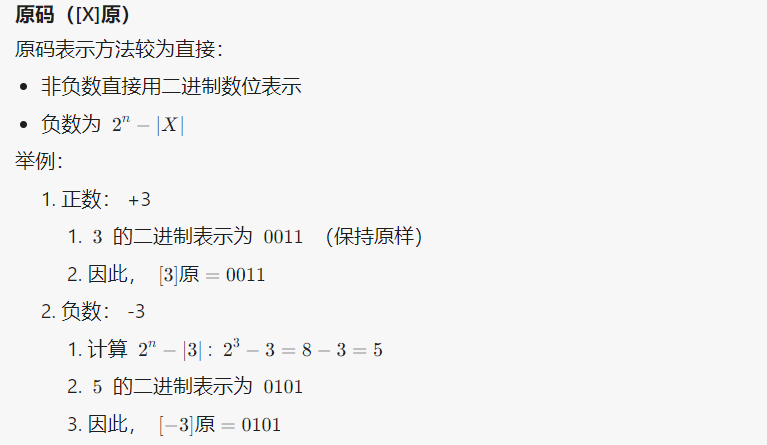 原码（[X]原）
原码表示方法较为直接：
• 非负数直接用二进制数位表示
• 负数为 2ⁿ − |X|
举例：
1. 正数： +3
1. 3 的二进制表示为 0011 （保持原样）
2. 因此， [3]原 = 0011
2. 负数： -3
1. 计算 2ⁿ − |3| : 2³ − 3 = 8 − 3 = 5
2. 5 的二进制表示为 0101
3. 因此， [−3]原 = 0101